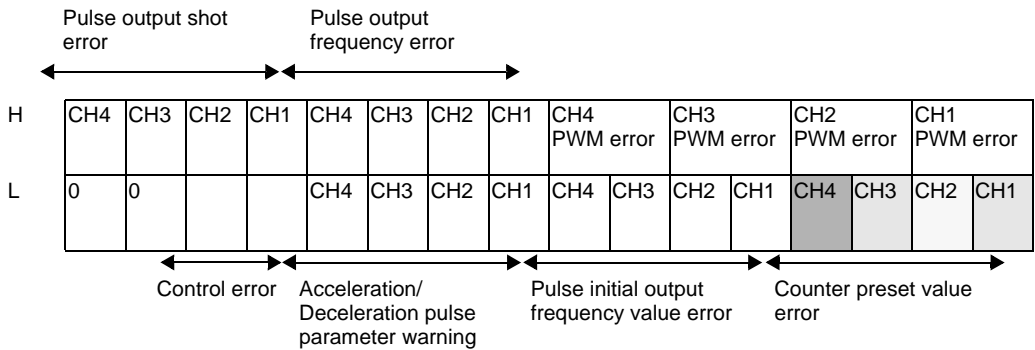 Pulse output shot
error
Pulse output
frequency error
H CH4 CH3 CH2 CH1 CH4 CH3 CH2 CH1 CH4 PWM error CH3 PWM error CH2 PWM error CH1 PWM error
L 0 0 CH4 CH3 CH2 CH1 CH4 CH3 CH2 CH1 CH4 CH3 CH2 CH1
Control error
Acceleration/
Deceleration pulse
parameter warning
Pulse initial output
frequency value error
Counter preset value
error